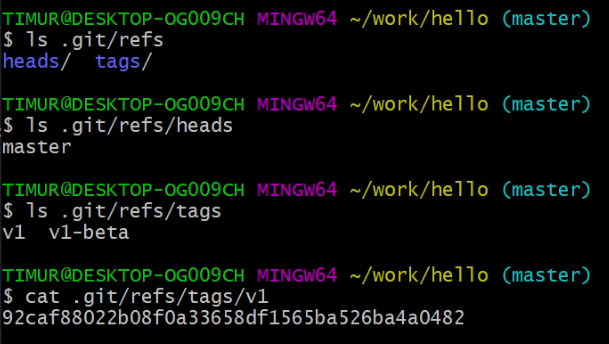 TIMUR@DESKTOP-OG009CH MINGW64 ~/work/hello (master)
$ ls .git/refs
heads/  tags/
TIMUR@DESKTOP-OG009CH MINGW64 ~/work/hello (master)
$ ls .git/refs/heads
master
TIMUR@DESKTOP-OG009CH MINGW64 ~/work/hello (master)
$ ls .git/refs/tags
v1  v1-beta
TIMUR@DESKTOP-OG009CH MINGW64 ~/work/hello (master)
$ cat .git/refs/tags/v1
92caf88022b08f0a33658df1565ba526ba4a0482